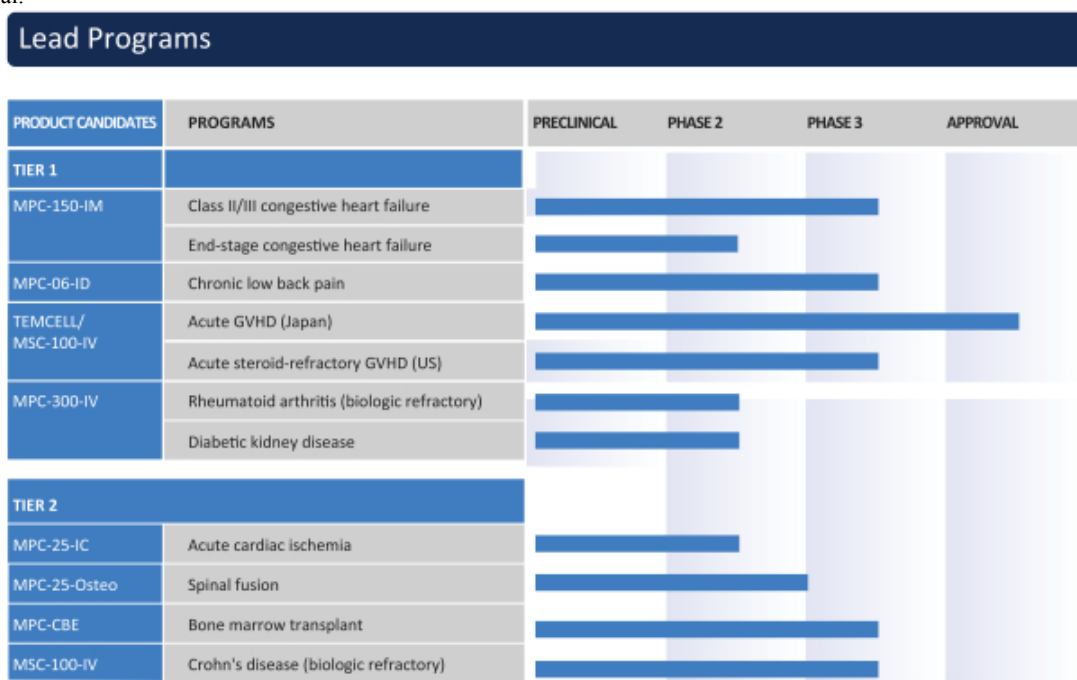 Lead Programs
PRODUCT CANDIDATES PROGRAMS PRECLINICAL PHASE 2 PHASE 3 APPROVAL
TIER 1
MPC-150-IM Class II/III congestive heart failure
End-stage congestive heart failure
MPC-06-ID Chronic low back pain
TEMCELL/ Acute GVHD (Japan)
MSC-100-IV
Acute steroid-refractory GVHD (US)
MPC-300-IV Rheumatoid arthritis (biologic refractory)
Diabetic kidney disease
TIER 2
MPC-25-IC Acute cardiac ischemia
MPC-25-Osteo Spinal fusion
MPC-CBE Bone marrow transplant
MSC-100-IV Crohn's disease (biologic refractory)